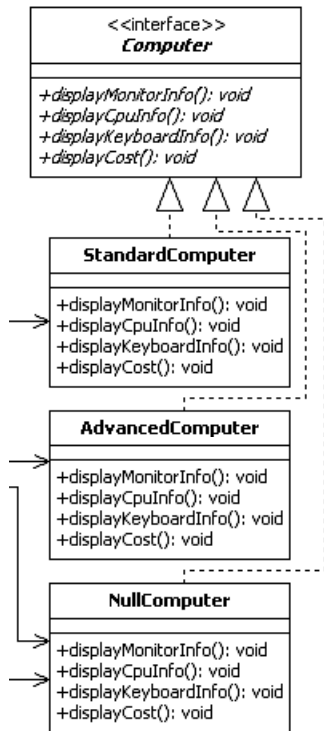 <<interface>>
Computer
+displayMonitorInfo(): void
+displayCpuInfo(): void
+displayKeyboardInfo(): void
+displayCost(): void
StandardComputer
+displayMonitorInfo(): void
+displayCpuInfo(): void
+displayKeyboardInfo(): void
+displayCost(): void
AdvancedComputer
+displayMonitorInfo(): void
+displayCpuInfo(): void
+displayKeyboardInfo(): void
+displayCost(): void
NullComputer
+displayMonitorInfo(): void
+displayCpuInfo(): void
+displayKeyboardInfo(): void
+displayCost(): void